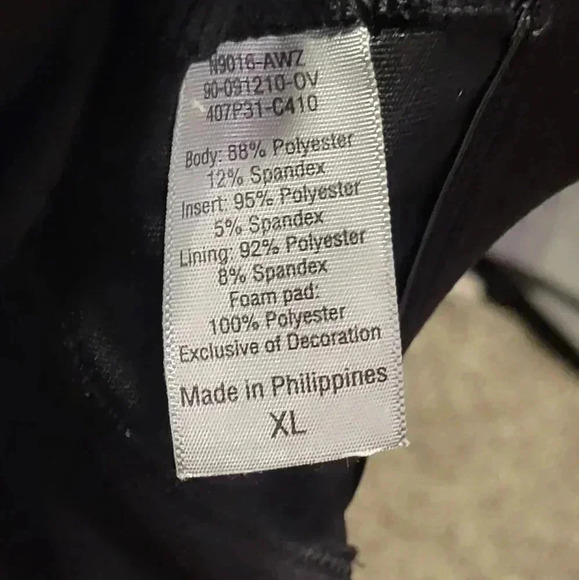 N9016-AWZ
90-091210-OV
407P31-C410
Body: 88% Polyester
12% Spandex
Insert: 95% Polyester
5% Spandex
Lining: 92% Polyester
8% Spandex
Foam pad:
100% Polyester
Exclusive of Decoration
Made in Philippines
XL